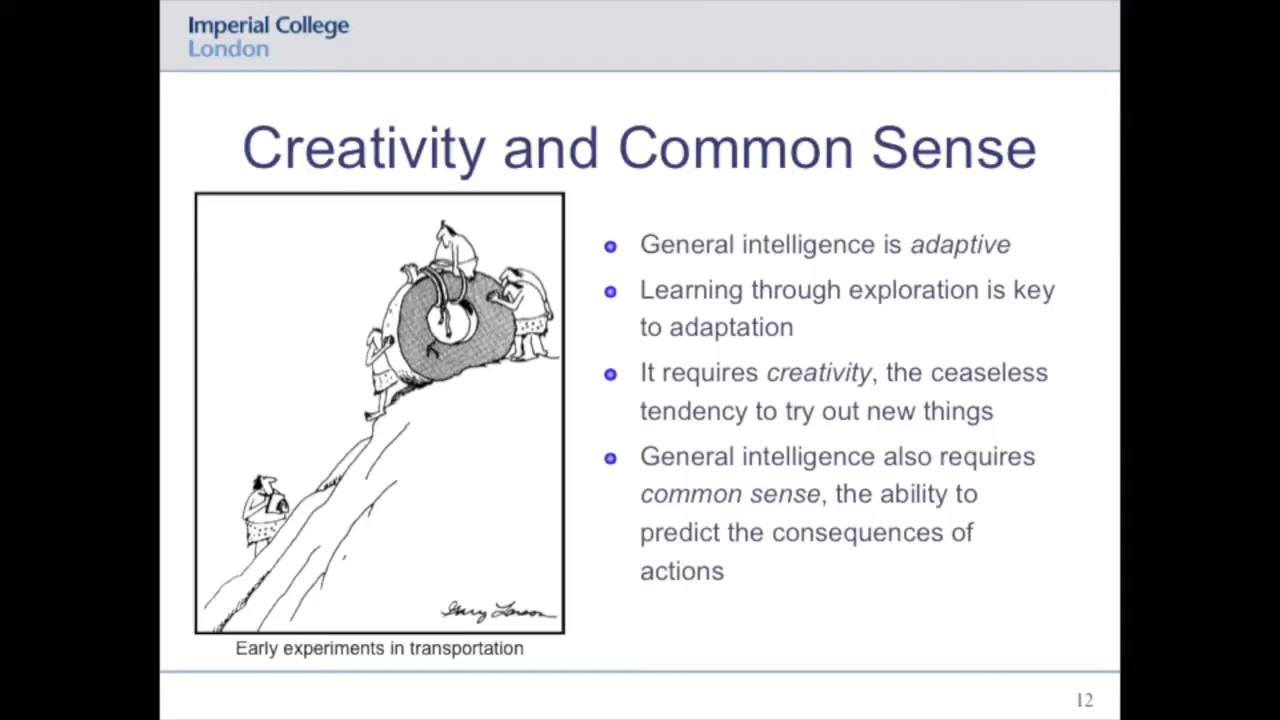 Imperial College
London
Creativity and Common Sense
General intelligence is adaptive
Learning through exploration is key
to adaptation
It requires creativity, the ceaseless
tendency to try out new things
General intelligence also requires
common sense, the ability to
predict the consequences of
actions
Gary Larson
Early experiments in transportation
12